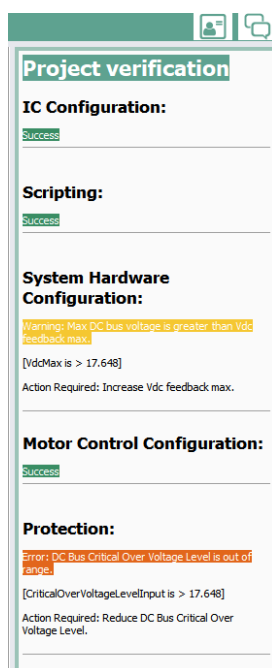 Project verification
IC Configuration:
Success
Scripting:
Success
System Hardware
Configuration:
Warning: Max DC bus voltage is greater than Vdc
feedback max.
[VdcMax is > 17.648]
Action Required: Increase Vdc feedback max.
Motor Control Configuration:
Success
Protection:
Error: DC Bus Critical Over Voltage Level is out of
range.
[CriticalOverVoltageLevelInput is > 17.648]
Action Required: Reduce DC Bus Critical Over
Voltage Level.